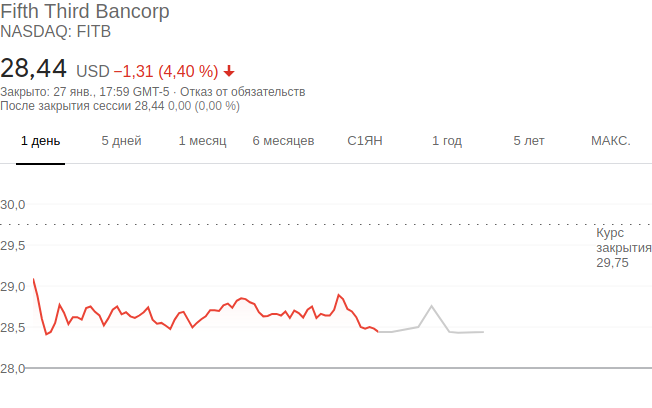 Fifth Third Bancorp
NASDAQ: FITB
28,44 USD −1,31 (4,40 %)
Закрыто: 27 янв., 17:59 GMT-5 · Отказ от обязательств
После закрытия сессии 28,44 0,00 (0,00 %)
1 день 5 дней 1 месяц 6 месяцев С1ЯН 1 год 5 лет МАКС.
30,0
Курс
закрытия
29,75
29,5
29,0
28,5
28,0